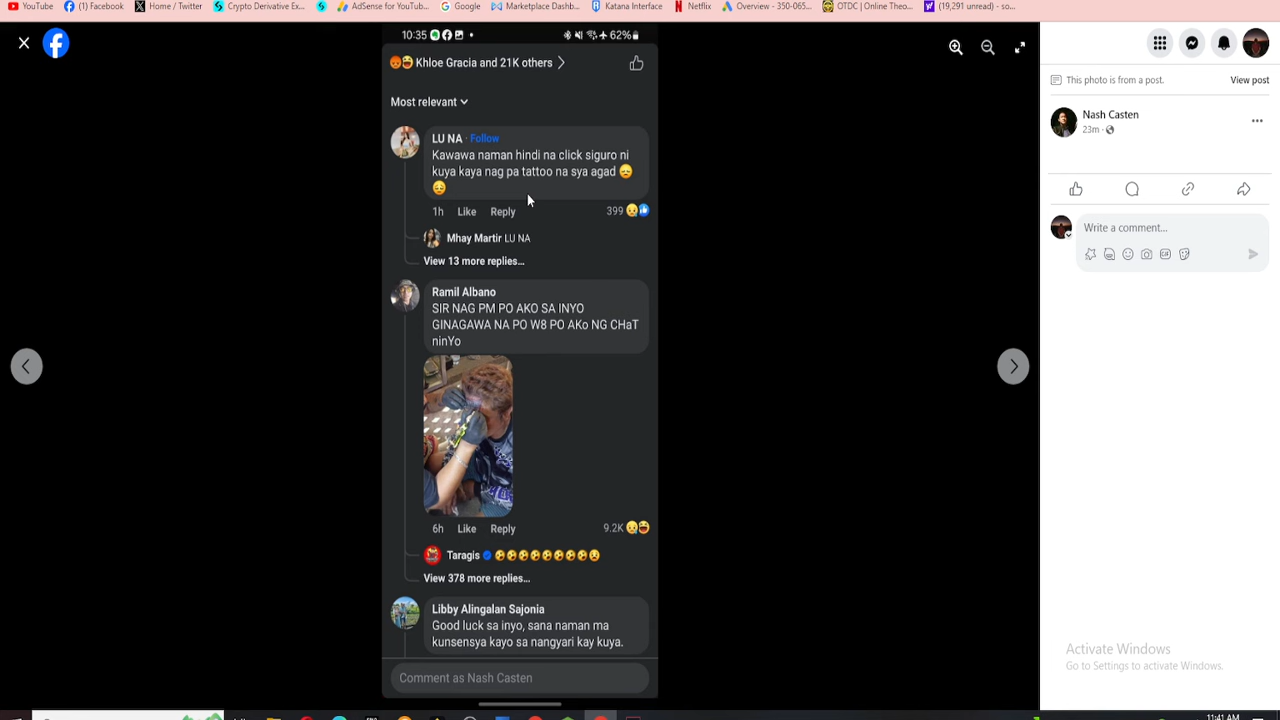 YouTube (1) Facebook Home / Twitter Crypto Derivative Ex... AdSense for YouTub... Google Marketplace Dashb... Katana Interface Netflix Overview - 350-065... OTDC | Online Theo... (19,291 unread) - so...
10:35 62%
Khloe Gracia and 21K others
Most relevant
LU NA · Follow
Kawawa naman hindi na click siguro ni
kuya kaya nag pa tattoo na sya agad 😞
😔
1h Like Reply 399
Mhay Martir LU NA
View 13 more replies...
Ramil Albano
SIR NAG PM PO AKO SA INYO
GINAGAWA NA PO W8 PO AKo NG CHaT
ninYo
6h Like Reply 9.2K
Taragis 🤣🤣🤣🤣🤣🤣🤣🤣😧
View 378 more replies...
Libby Alingalan Sajonia
Good luck sa inyo, sana naman ma
kunsensya kayo sa nangyari kay kuya.
Comment as Nash Casten
This photo is from a post. View post
Nash Casten
23m ·
Write a comment...
GIF
Activate Windows
Go to Settings to activate Windows.
11:41 AM